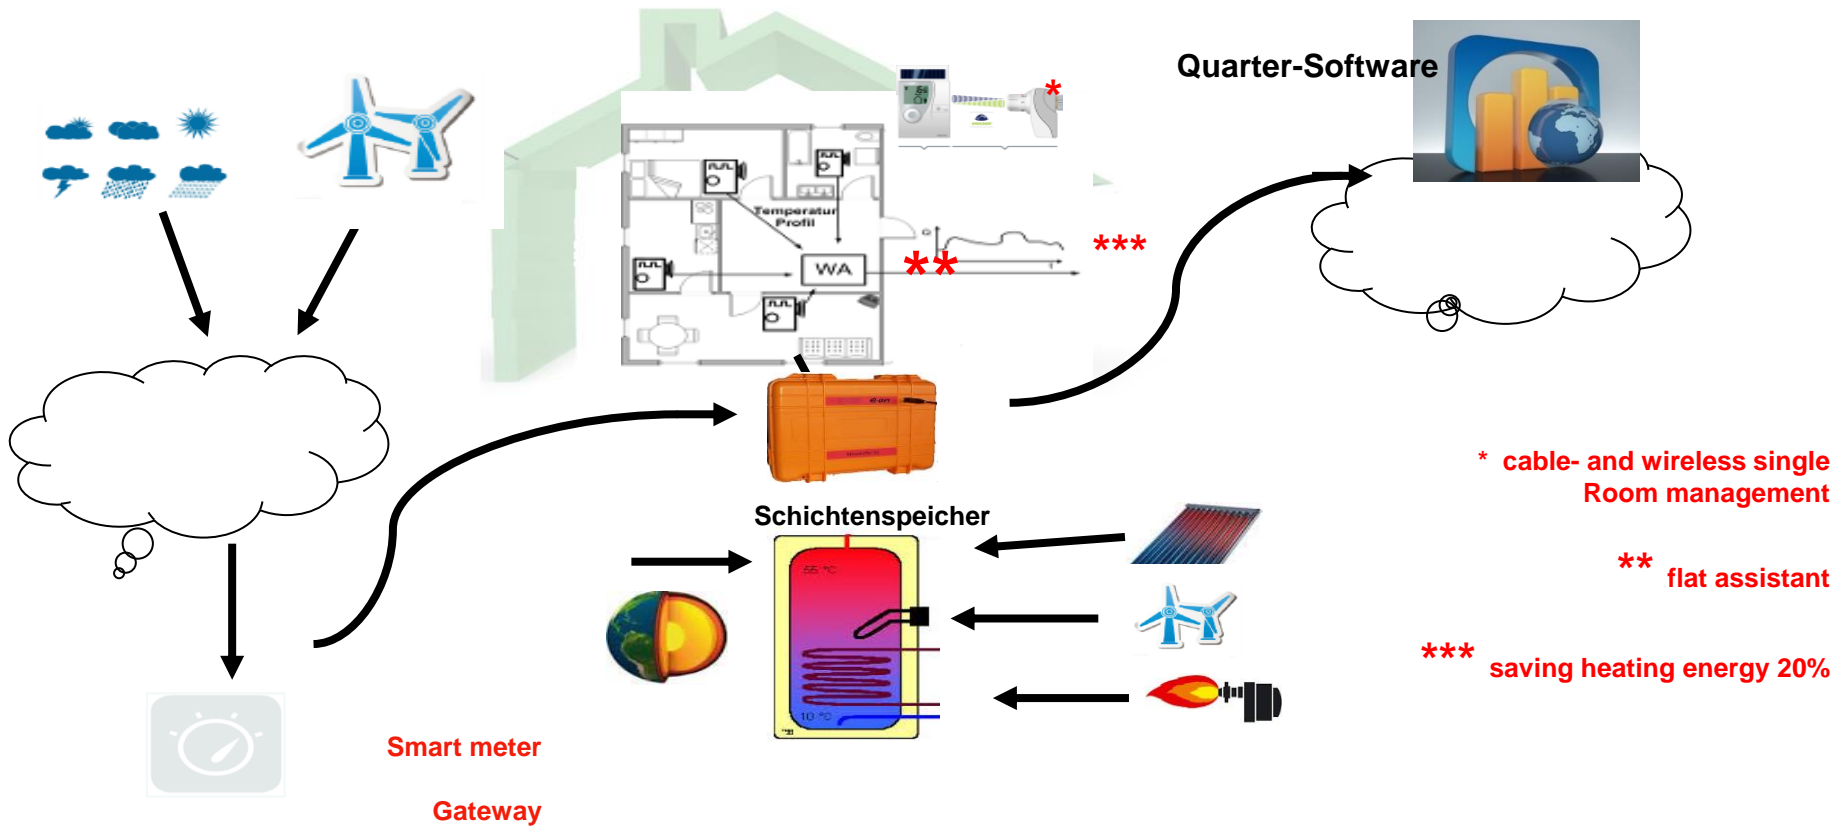 Quarter-Software
*
Temperatur
Profil
WA
**
***
e·on
Schichtenspeicher
55 °C
10 °C
* cable- and wireless single
Room management
** flat assistant
*** saving heating energy 20%
Smart meter
Gateway